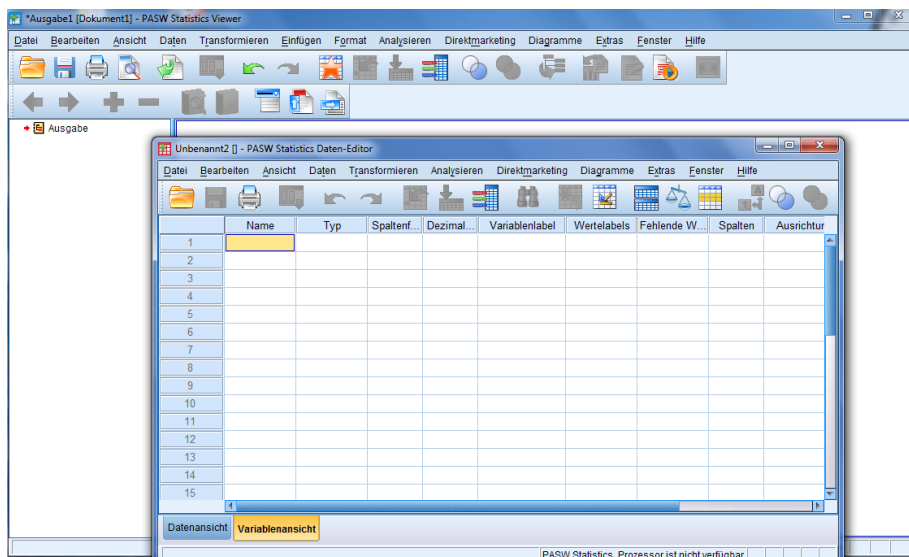 *Ausgabe1 [Dokument1] - PASW Statistics Viewer
Datei Bearbeiten Ansicht Daten Transformieren Einfügen Format Analysieren Direktmarketing Diagramme Extras Fenster Hilfe
Ausgabe
Unbenannt2 [] - PASW Statistics Daten-Editor
Datei Bearbeiten Ansicht Daten Transformieren Analysieren Direktmarketing Diagramme Extras Fenster Hilfe
Name Typ Spaltenf... Dezimal... Variablenlabel Wertelabels Fehlende W... Spalten Ausrichtur
1
2
3
4
5
6
7
8
9
10
11
12
13
14
15
Datenansicht Variablenansicht
PASW Statistics Prozessor ist nicht verfügbar